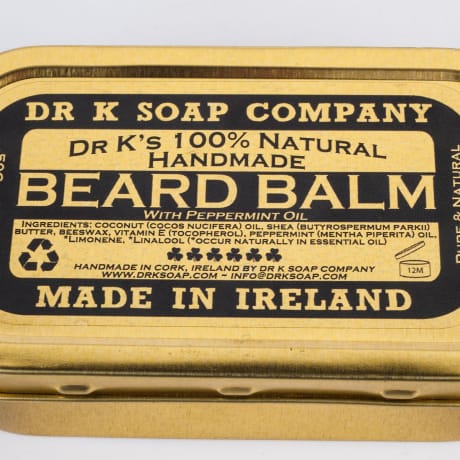 DR K SOAP COMPANY
DR K'S 100% NATURAL
HANDMADE
BEARD BALM
WITH PEPPERMINT OIL
INGREDIENTS: COCONUT (COCOS NUCIFERA) OIL, SHEA (BUTYROSPERMUM PARKII)
BUTTER, BEESWAX, VITAMIN E (TOCOPHEROL), PEPPERMINT (MENTHA PIPERITA) OIL,
*LIMONENE, *LINALOOL (*OCCUR NATURALLY IN ESSENTIAL OIL)
HANDMADE IN CORK, IRELAND BY DR K SOAP COMPANY
WWW.DRKSOAP.COM ~ INFO@DRKSOAP.COM
12M
MADE IN IRELAND
50G
PURE & NATURAL